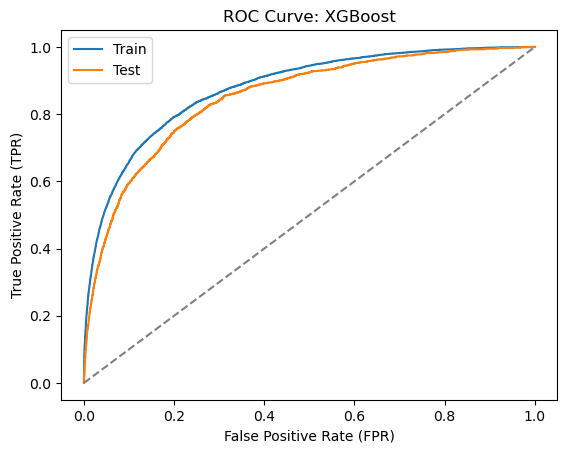 ROC Curve: XGBoost
Train
Test
True Positive Rate (TPR)
1.0
0.8
0.6
0.4
0.2
0.0
0.0 0.2 0.4 0.6 0.8 1.0
False Positive Rate (FPR)